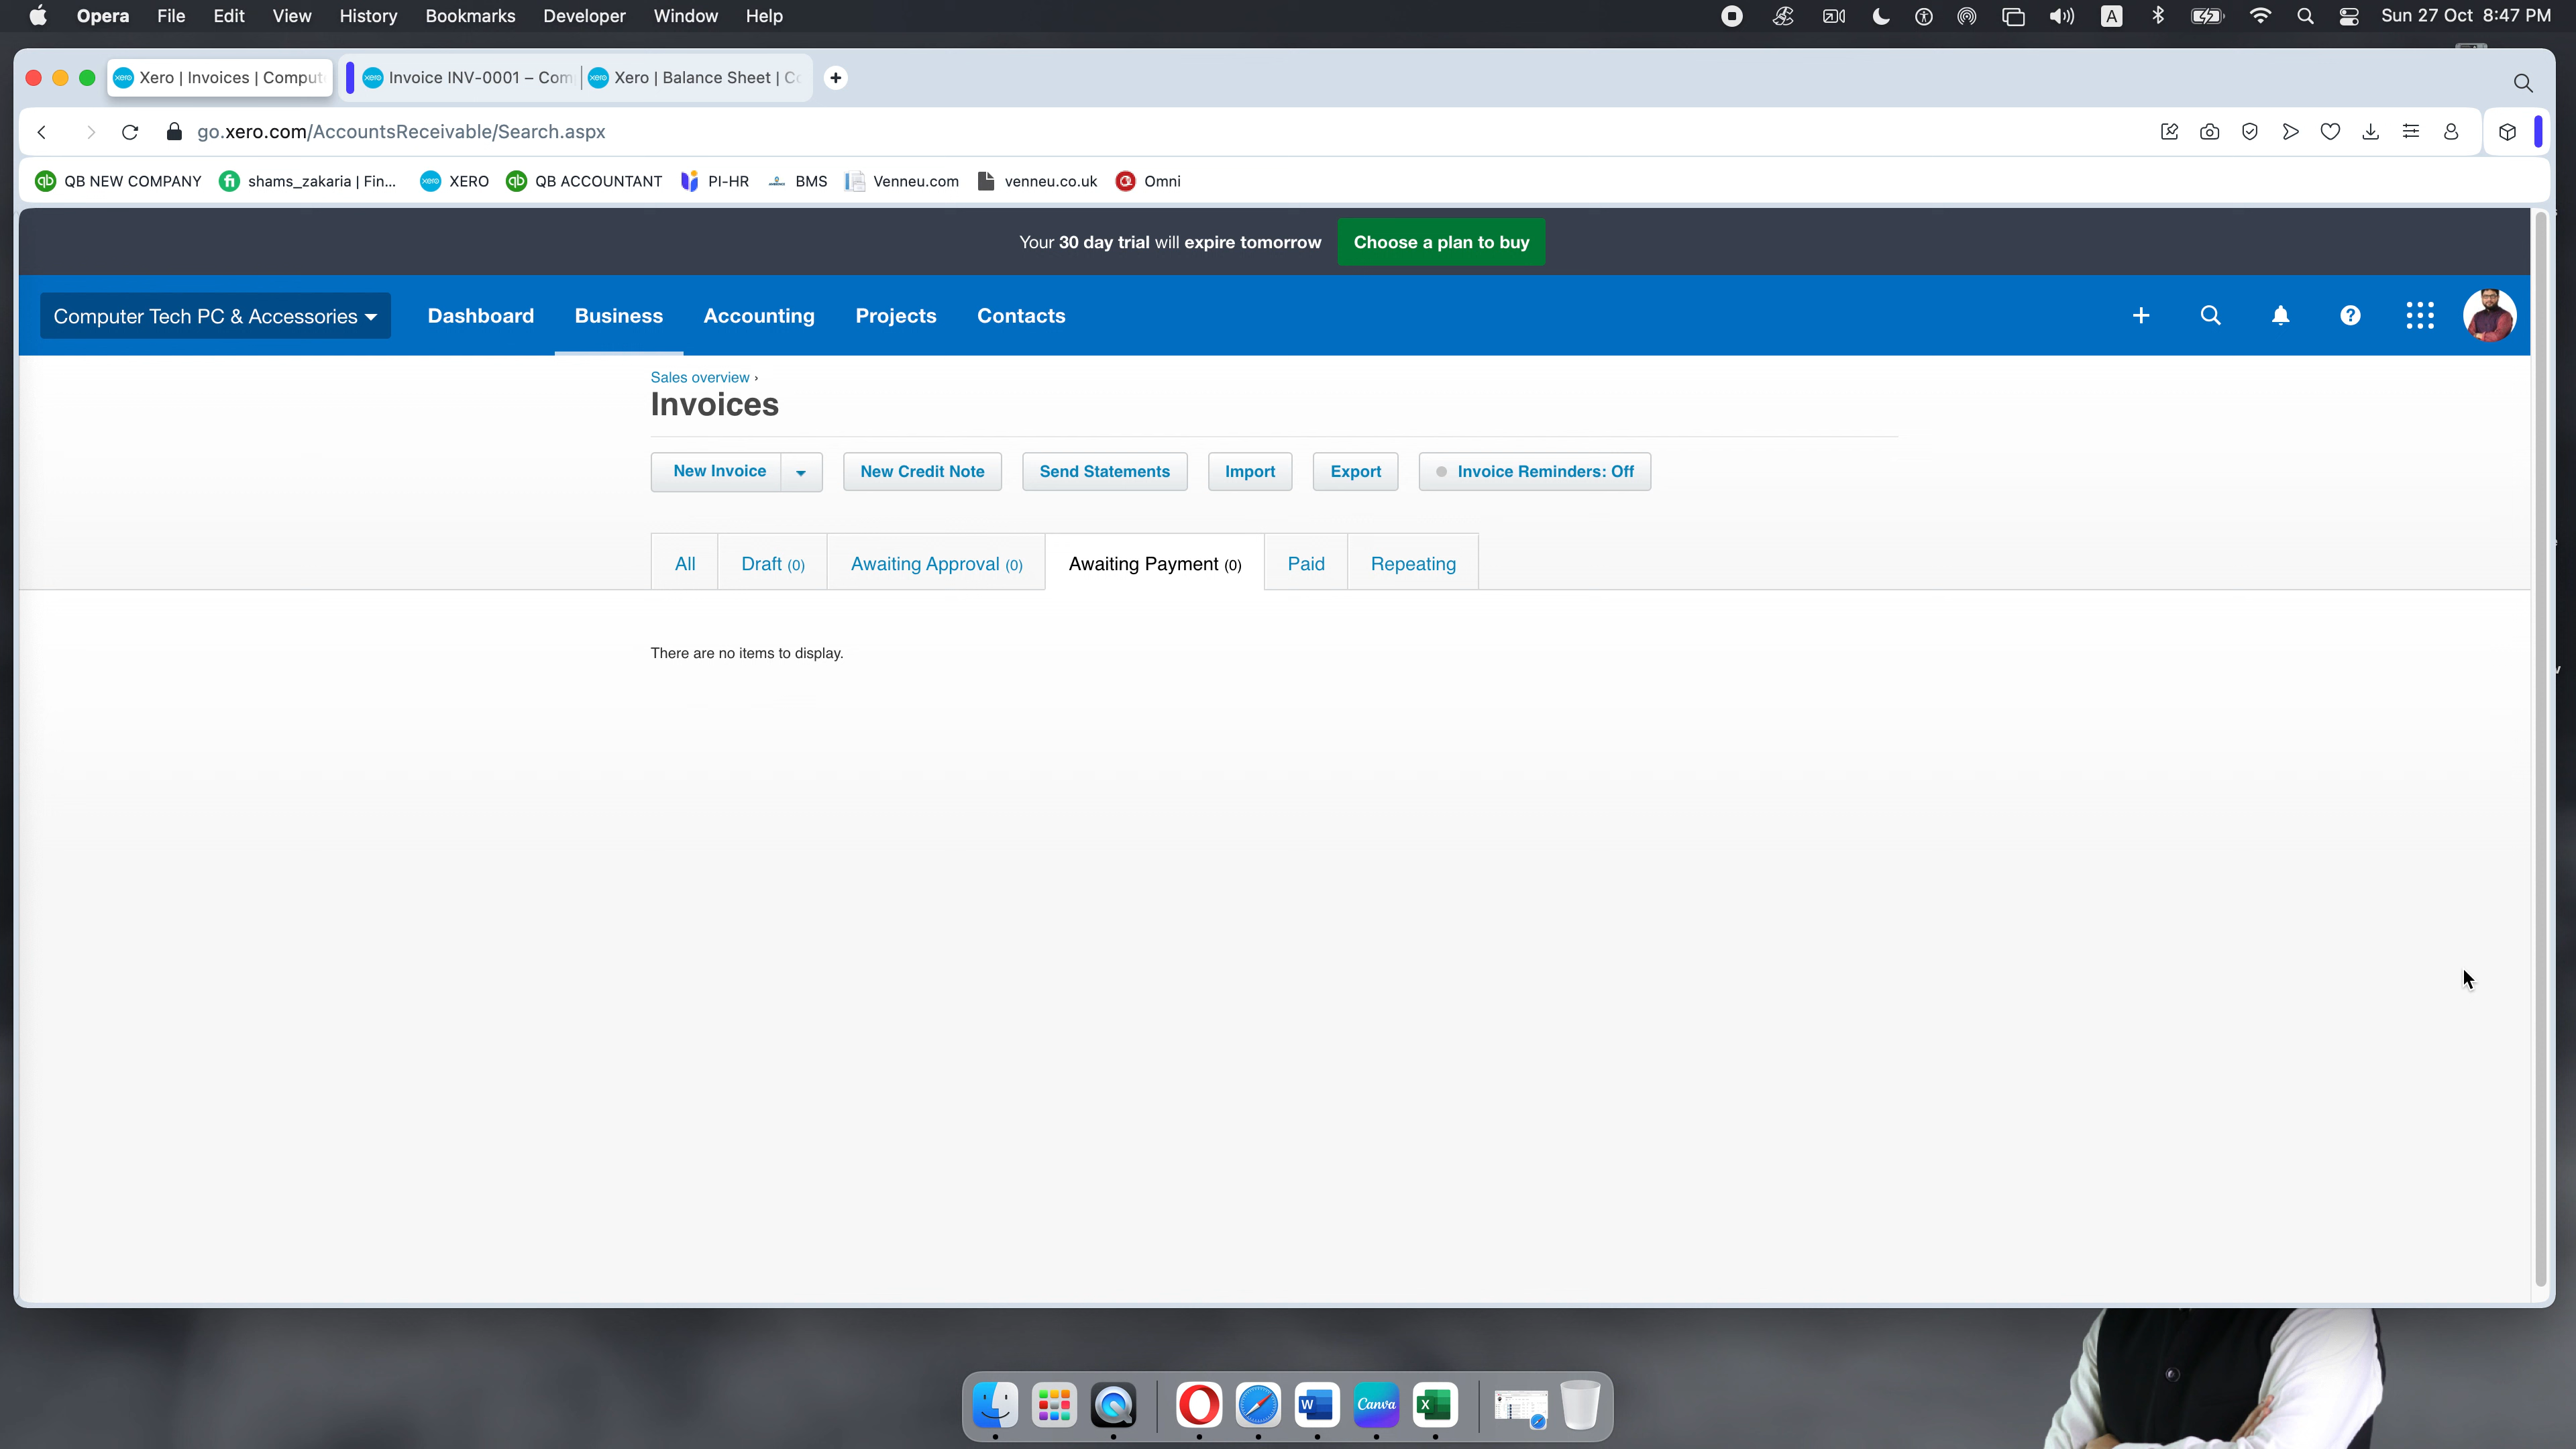 Opera File Edit View History Bookmarks Developer Window Help A Sun 27 Oct 8:47 PM
Xero | Invoices | Comput Invoice INV-0001 – Com Xero | Balance Sheet | Co
go.xero.com/AccountsReceivable/Search.aspx
QB NEW COMPANY shams_zakaria | Fin... XERO QB ACCOUNTANT PI-HR BMS Venneu.com venneu.co.uk Omni
Your 30 day trial will expire tomorrow Choose a plan to buy
Computer Tech PC & Accessories Dashboard Business Accounting Projects Contacts
Sales overview ›
Invoices
New Invoice New Credit Note Send Statements Import Export Invoice Reminders: Off
All Draft (0) Awaiting Approval (0) Awaiting Payment (0) Paid Repeating
There are no items to display.
Canva